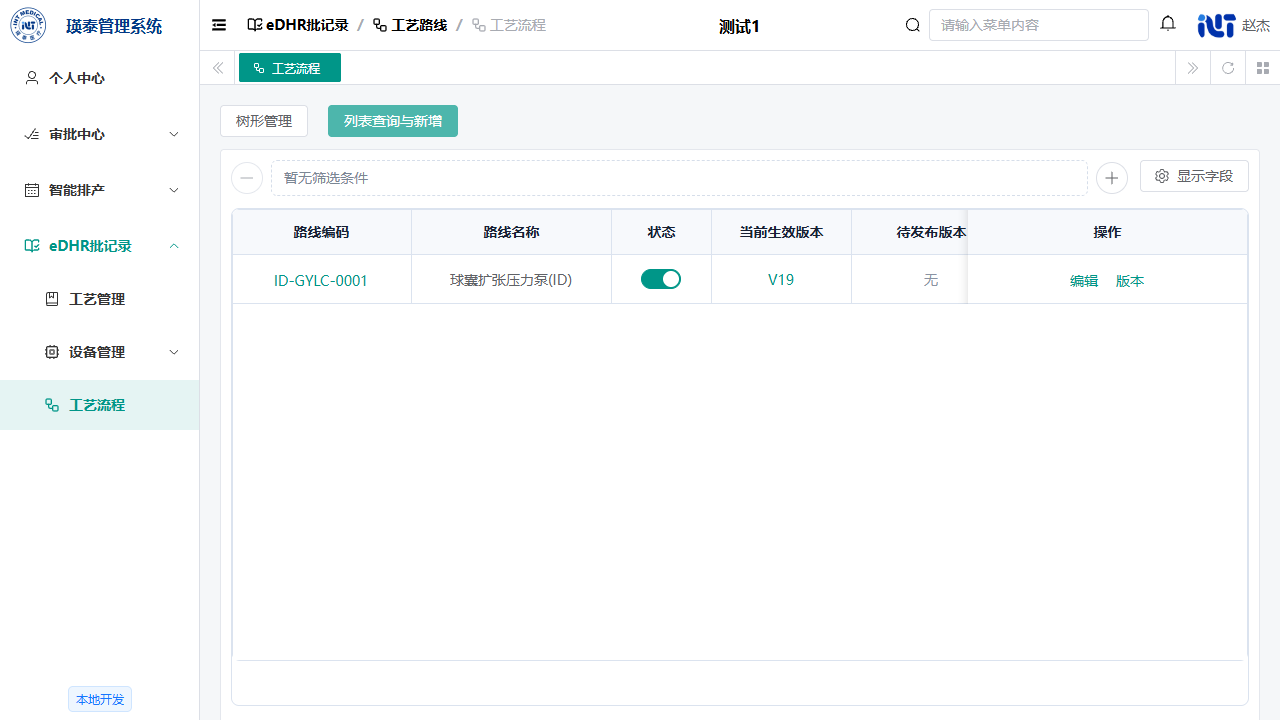 瑛泰管理系统
eDHR批记录 / 工艺路线 / 工艺流程
测试1
请输入菜单内容
赵杰
个人中心
审批中心
智能排产
eDHR批记录
工艺管理
设备管理
工艺流程
本地开发
工艺流程
树形管理
列表查询与新增
暂无筛选条件
显示字段
路线编码 路线名称 状态 当前生效版本 待发布版本 操作
ID-GYLC-0001 球囊扩张压力泵(ID) V19 无 编辑 版本